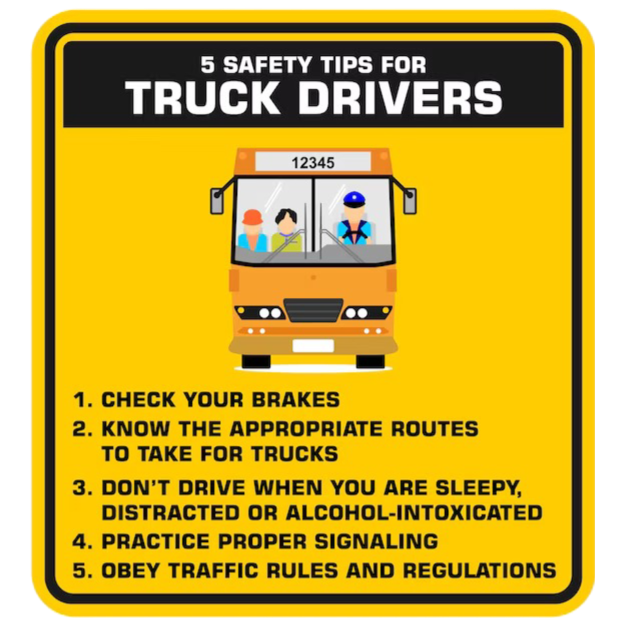 5 SAFETY TIPS FOR
TRUCK DRIVERS
12345
1. CHECK YOUR BRAKES
2. KNOW THE APPROPRIATE ROUTES
TO TAKE FOR TRUCKS
3. DON'T DRIVE WHEN YOU ARE SLEEPY,
DISTRACTED OR ALCOHOL-INTOXICATED
4. PRACTICE PROPER SIGNALING
5. OBEY TRAFFIC RULES AND REGULATIONS